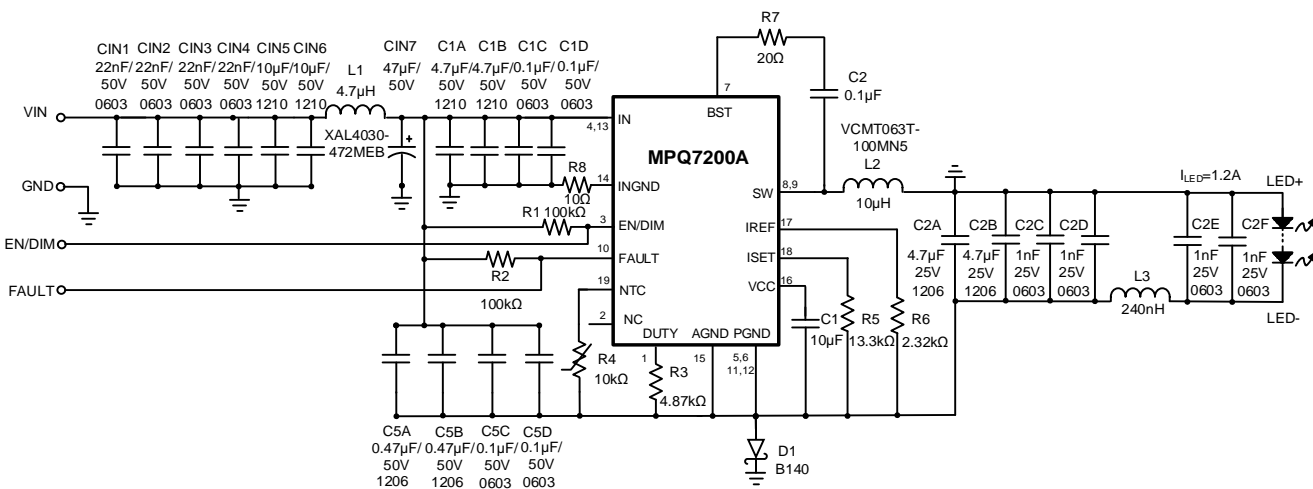 R7
20Ω
7
BST
C2
0.1µF
CIN1
22nF/
50V
0603
CIN2
22nF/
50V
0603
CIN3
22nF/
50V
0603
CIN4
22nF/
50V
0603
CIN5
10µF/
50V
1210
CIN6
10µF/
50V
1210
L1
4.7µH
XAL4030-
472MEB
CIN7
47µF/
50V
C1A
4.7µF/
50V
1210
C1B
4.7µF/
50V
1210
C1C
0.1µF/
50V
0603
C1D
0.1µF/
50V
0603
VIN
GND
EN/DIM
FAULT
MPQ7200A
4,13
IN
14
INGND
R8
10Ω
3
EN/DIM
R1 100kΩ
10
FAULT
R2
100kΩ
19
NTC
2
NC
R4
10kΩ
DUTY
1
R3
4.87kΩ
AGND
15
PGND
5,6
11,12
SW
8,9
IREF
17
ISET
18
VCC
16
VCMT063T-
100MN5
L2
10µH
C1
10µF
R5
13.3kΩ
R6
2.32kΩ
C2A
4.7µF
25V
1206
C2B
4.7µF
25V
1206
C2C
1nF
25V
0603
C2D
1nF
25V
0603
L3
240nH
I LED=1.2A
C2E
1nF
25V
0603
C2F
1nF
25V
0603
LED+
LED-
C5A
0.47µF/
50V
1206
C5B
0.47µF/
50V
1206
C5C
0.1µF/
50V
0603
C5D
0.1µF/
50V
0603
D1
B140